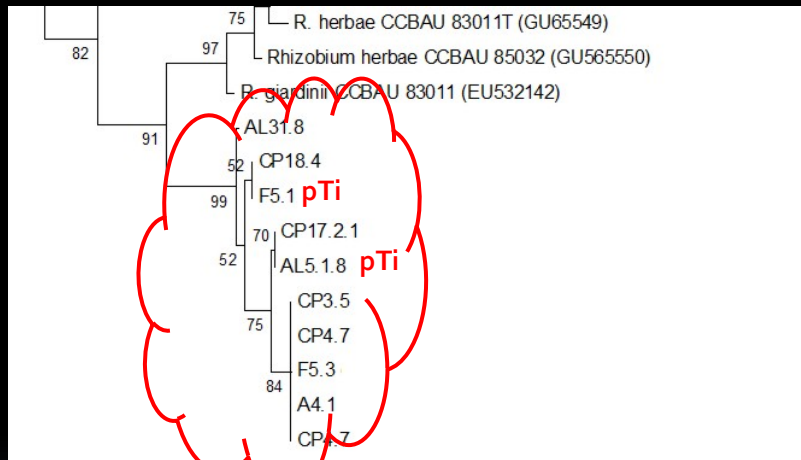 75
R. herbae CCBAU 83011T (GU65549)
82
97
Rhizobium herbae CCBAU 85032 (GU565550)
R. giardinii CCBAU 83011 (EU532142)
91
AL31.8
52
CP18.4
99
F5.1 pTi
70
CP17.2.1
52
AL5.1.8 pTi
CP3.5
75
CP4.7
F5.3
84
A4.1
CP4.7